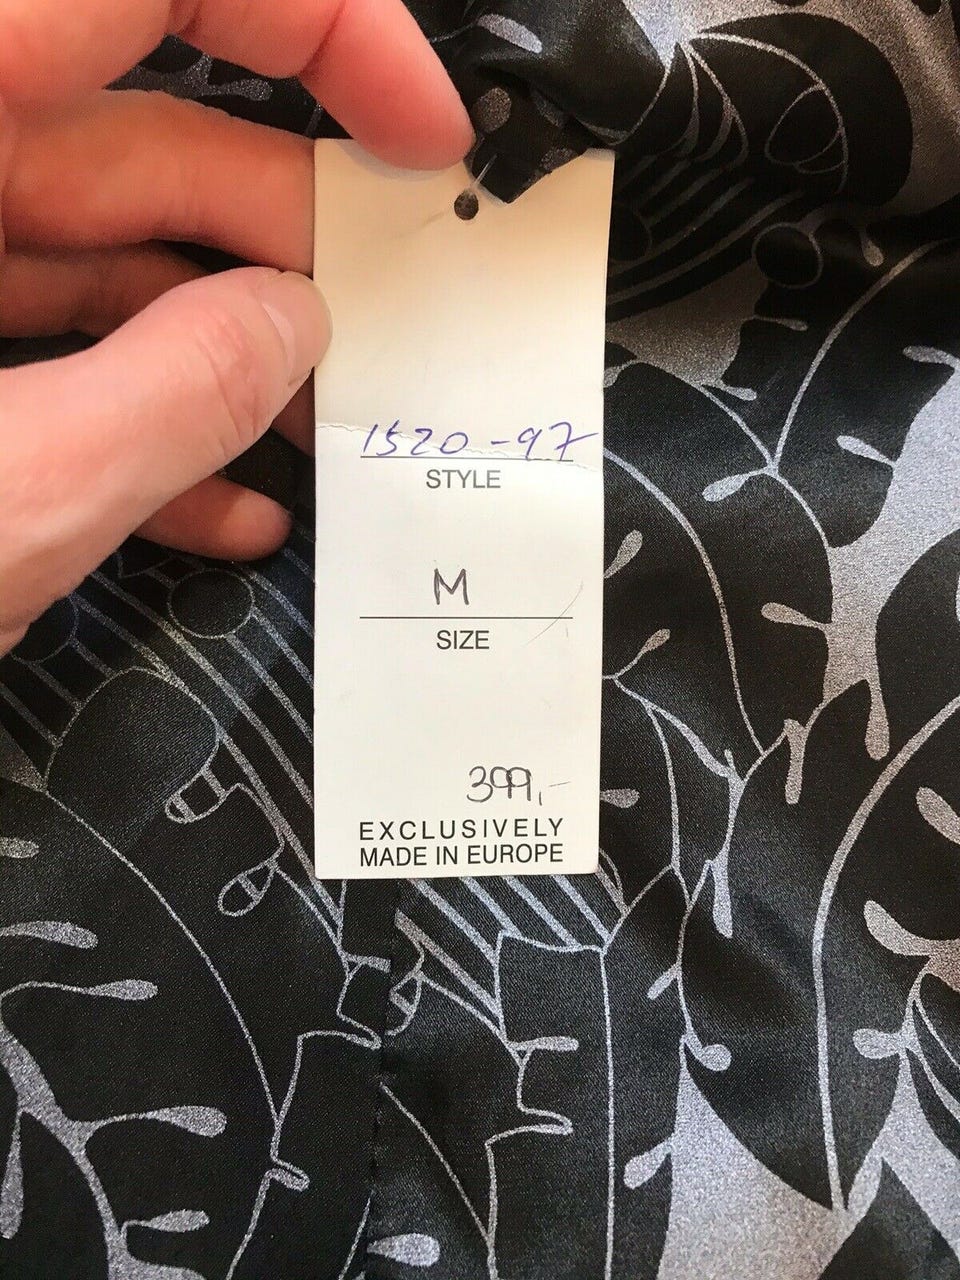 1520-97
STYLE
M
SIZE
399,-
EXCLUSIVELY
MADE IN EUROPE